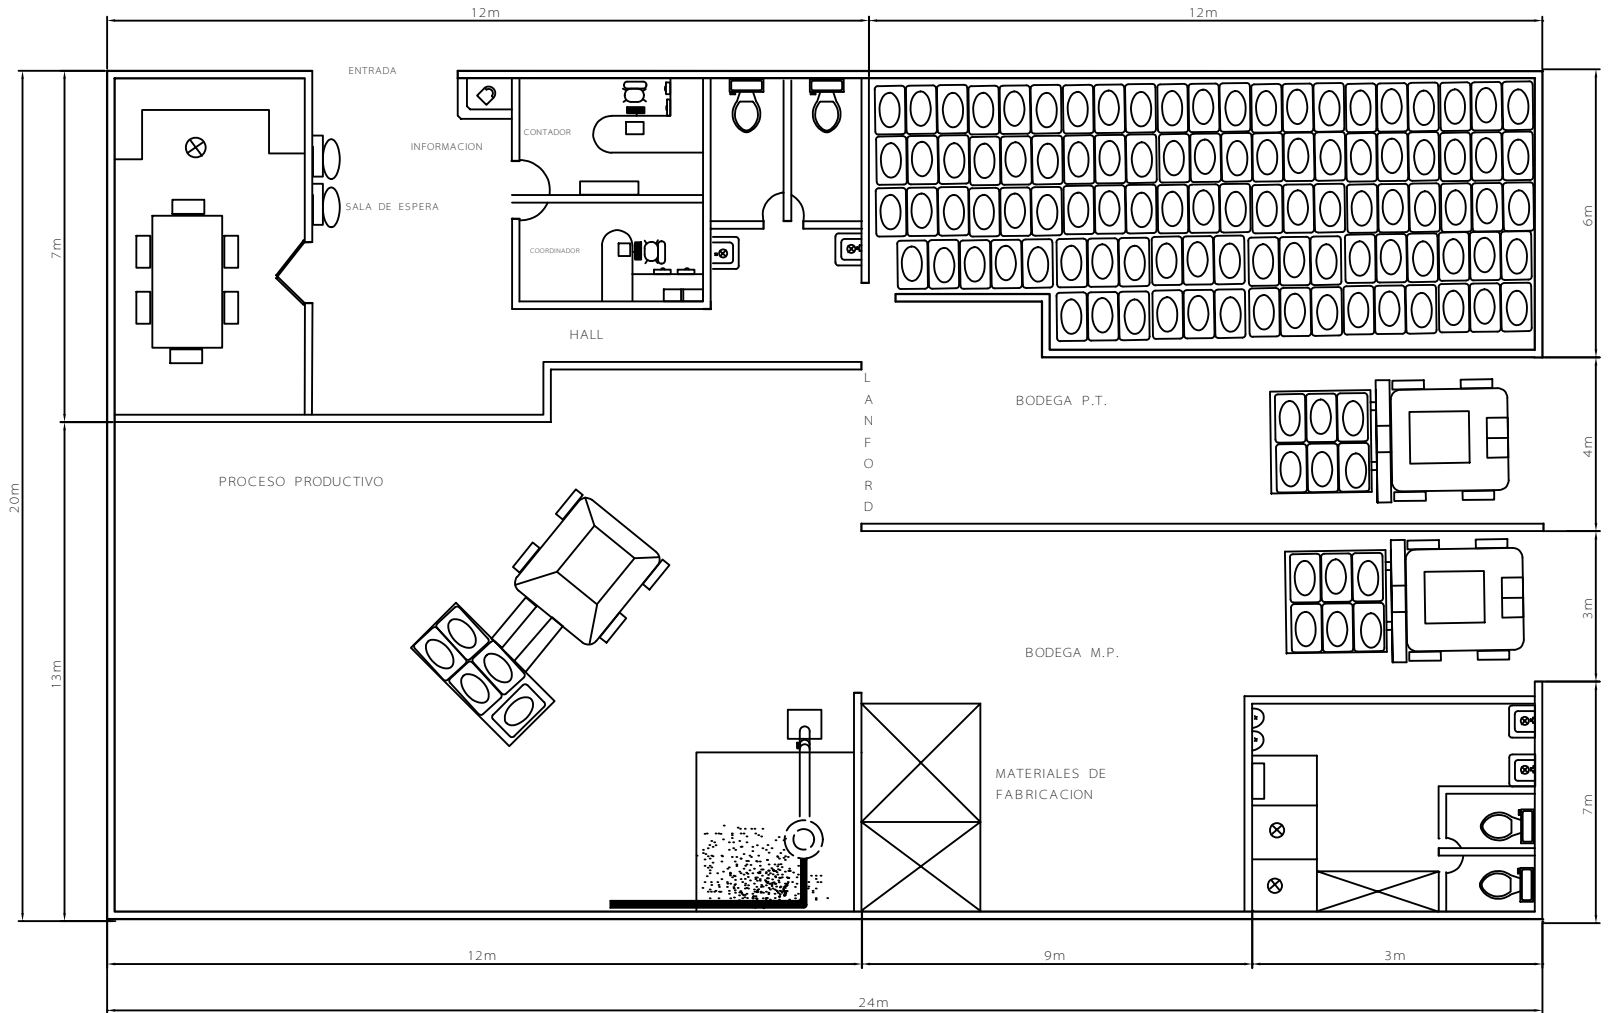 12m
12m
ENTRADA
CONTADOR
INFORMACION
SALA DE ESPERA
COORDINADOR
7m
6m
HALL
LANFORD
BODEGA P.T.
4m
PROCESO PRODUCTIVO
20m
13m
3m
BODEGA M.P.
MATERIALES DE
FABRICACION
7m
12m
9m
3m
24m